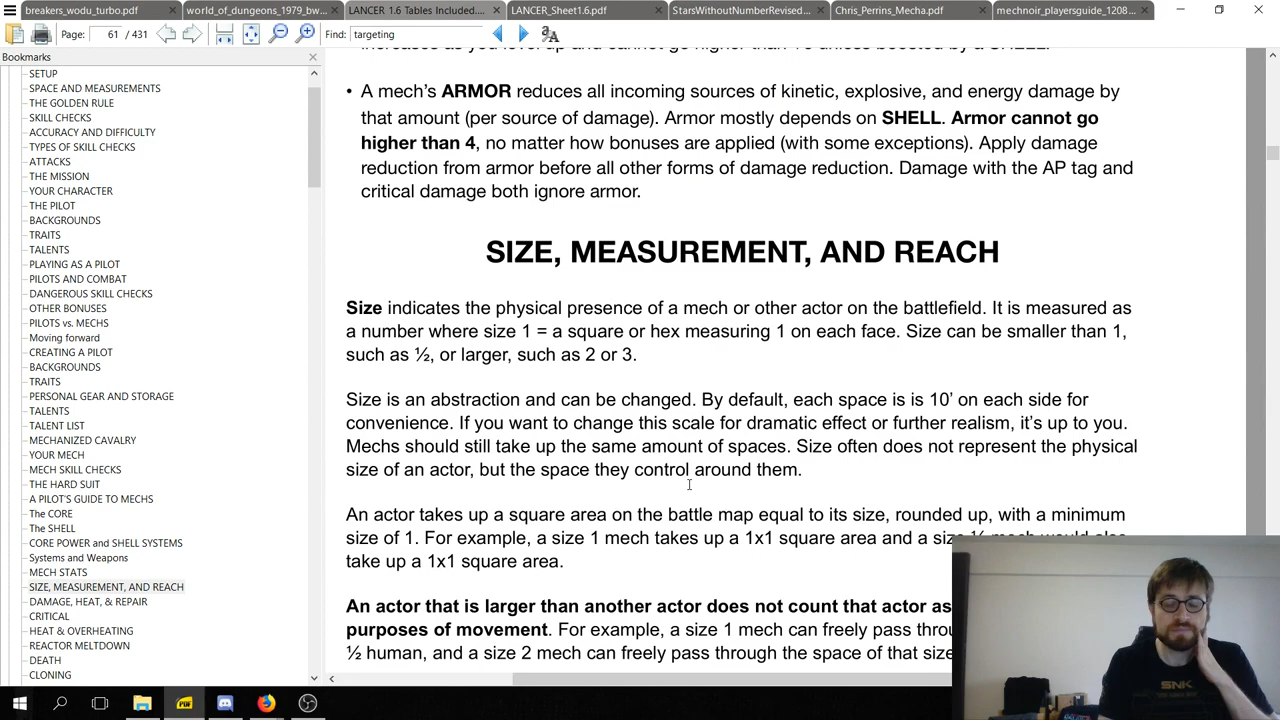 breakers_wodu_turbo.pdf
world_of_dungeons_1979_bw...
LANCER 1.6 Tables Included....
LANCER_Sheet1.6.pdf
StarsWithoutNumberRevised...
Chris_Perrins_Mecha.pdf
mechnoir_playersguide_1208...
Page: 61 / 431
Find: targeting
Bookmarks
SETUP
SPACE AND MEASUREMENTS
THE GOLDEN RULE
SKILL CHECKS
ACCURACY AND DIFFICULTY
TYPES OF SKILL CHECKS
ATTACKS
THE MISSION
YOUR CHARACTER
THE PILOT
BACKGROUNDS
TRAITS
TALENTS
PLAYING AS A PILOT
PILOTS AND COMBAT
DANGEROUS SKILL CHECKS
OTHER BONUSES
PILOTS vs. MECHS
Moving forward
CREATING A PILOT
BACKGROUNDS
TRAITS
PERSONAL GEAR AND STORAGE
TALENTS
TALENT LIST
MECHANIZED CAVALRY
YOUR MECH
MECH SKILL CHECKS
THE HARD SUIT
A PILOT'S GUIDE TO MECHS
The CORE
The SHELL
CORE POWER and SHELL SYSTEMS
Systems and Weapons
MECH STATS
SIZE, MEASUREMENT, AND REACH
DAMAGE, HEAT, & REPAIR
CRITICAL
HEAT & OVERHEATING
REACTOR MELTDOWN
DEATH
CLONING
• A mech's ARMOR reduces all incoming sources of kinetic, explosive, and energy damage by
that amount (per source of damage). Armor mostly depends on SHELL. Armor cannot go
higher than 4, no matter how bonuses are applied (with some exceptions). Apply damage
reduction from armor before all other forms of damage reduction. Damage with the AP tag and
critical damage both ignore armor.
SIZE, MEASUREMENT, AND REACH
Size indicates the physical presence of a mech or other actor on the battlefield. It is measured as
a number where size 1 = a square or hex measuring 1 on each face. Size can be smaller than 1,
such as ½, or larger, such as 2 or 3.
Size is an abstraction and can be changed. By default, each space is is 10' on each side for
convenience. If you want to change this scale for dramatic effect or further realism, it's up to you.
Mechs should still take up the same amount of spaces. Size often does not represent the physical
size of an actor, but the space they control around them.
An actor takes up a square area on the battle map equal to its size, rounded up, with a minimum
size of 1. For example, a size 1 mech takes up a 1x1 square area and a size
take up a 1x1 square area.
An actor that is larger than another actor does not count that actor as
purposes of movement. For example, a size 1 mech can freely pass
½ human, and a size 2 mech can freely pass through the space of that
SNK